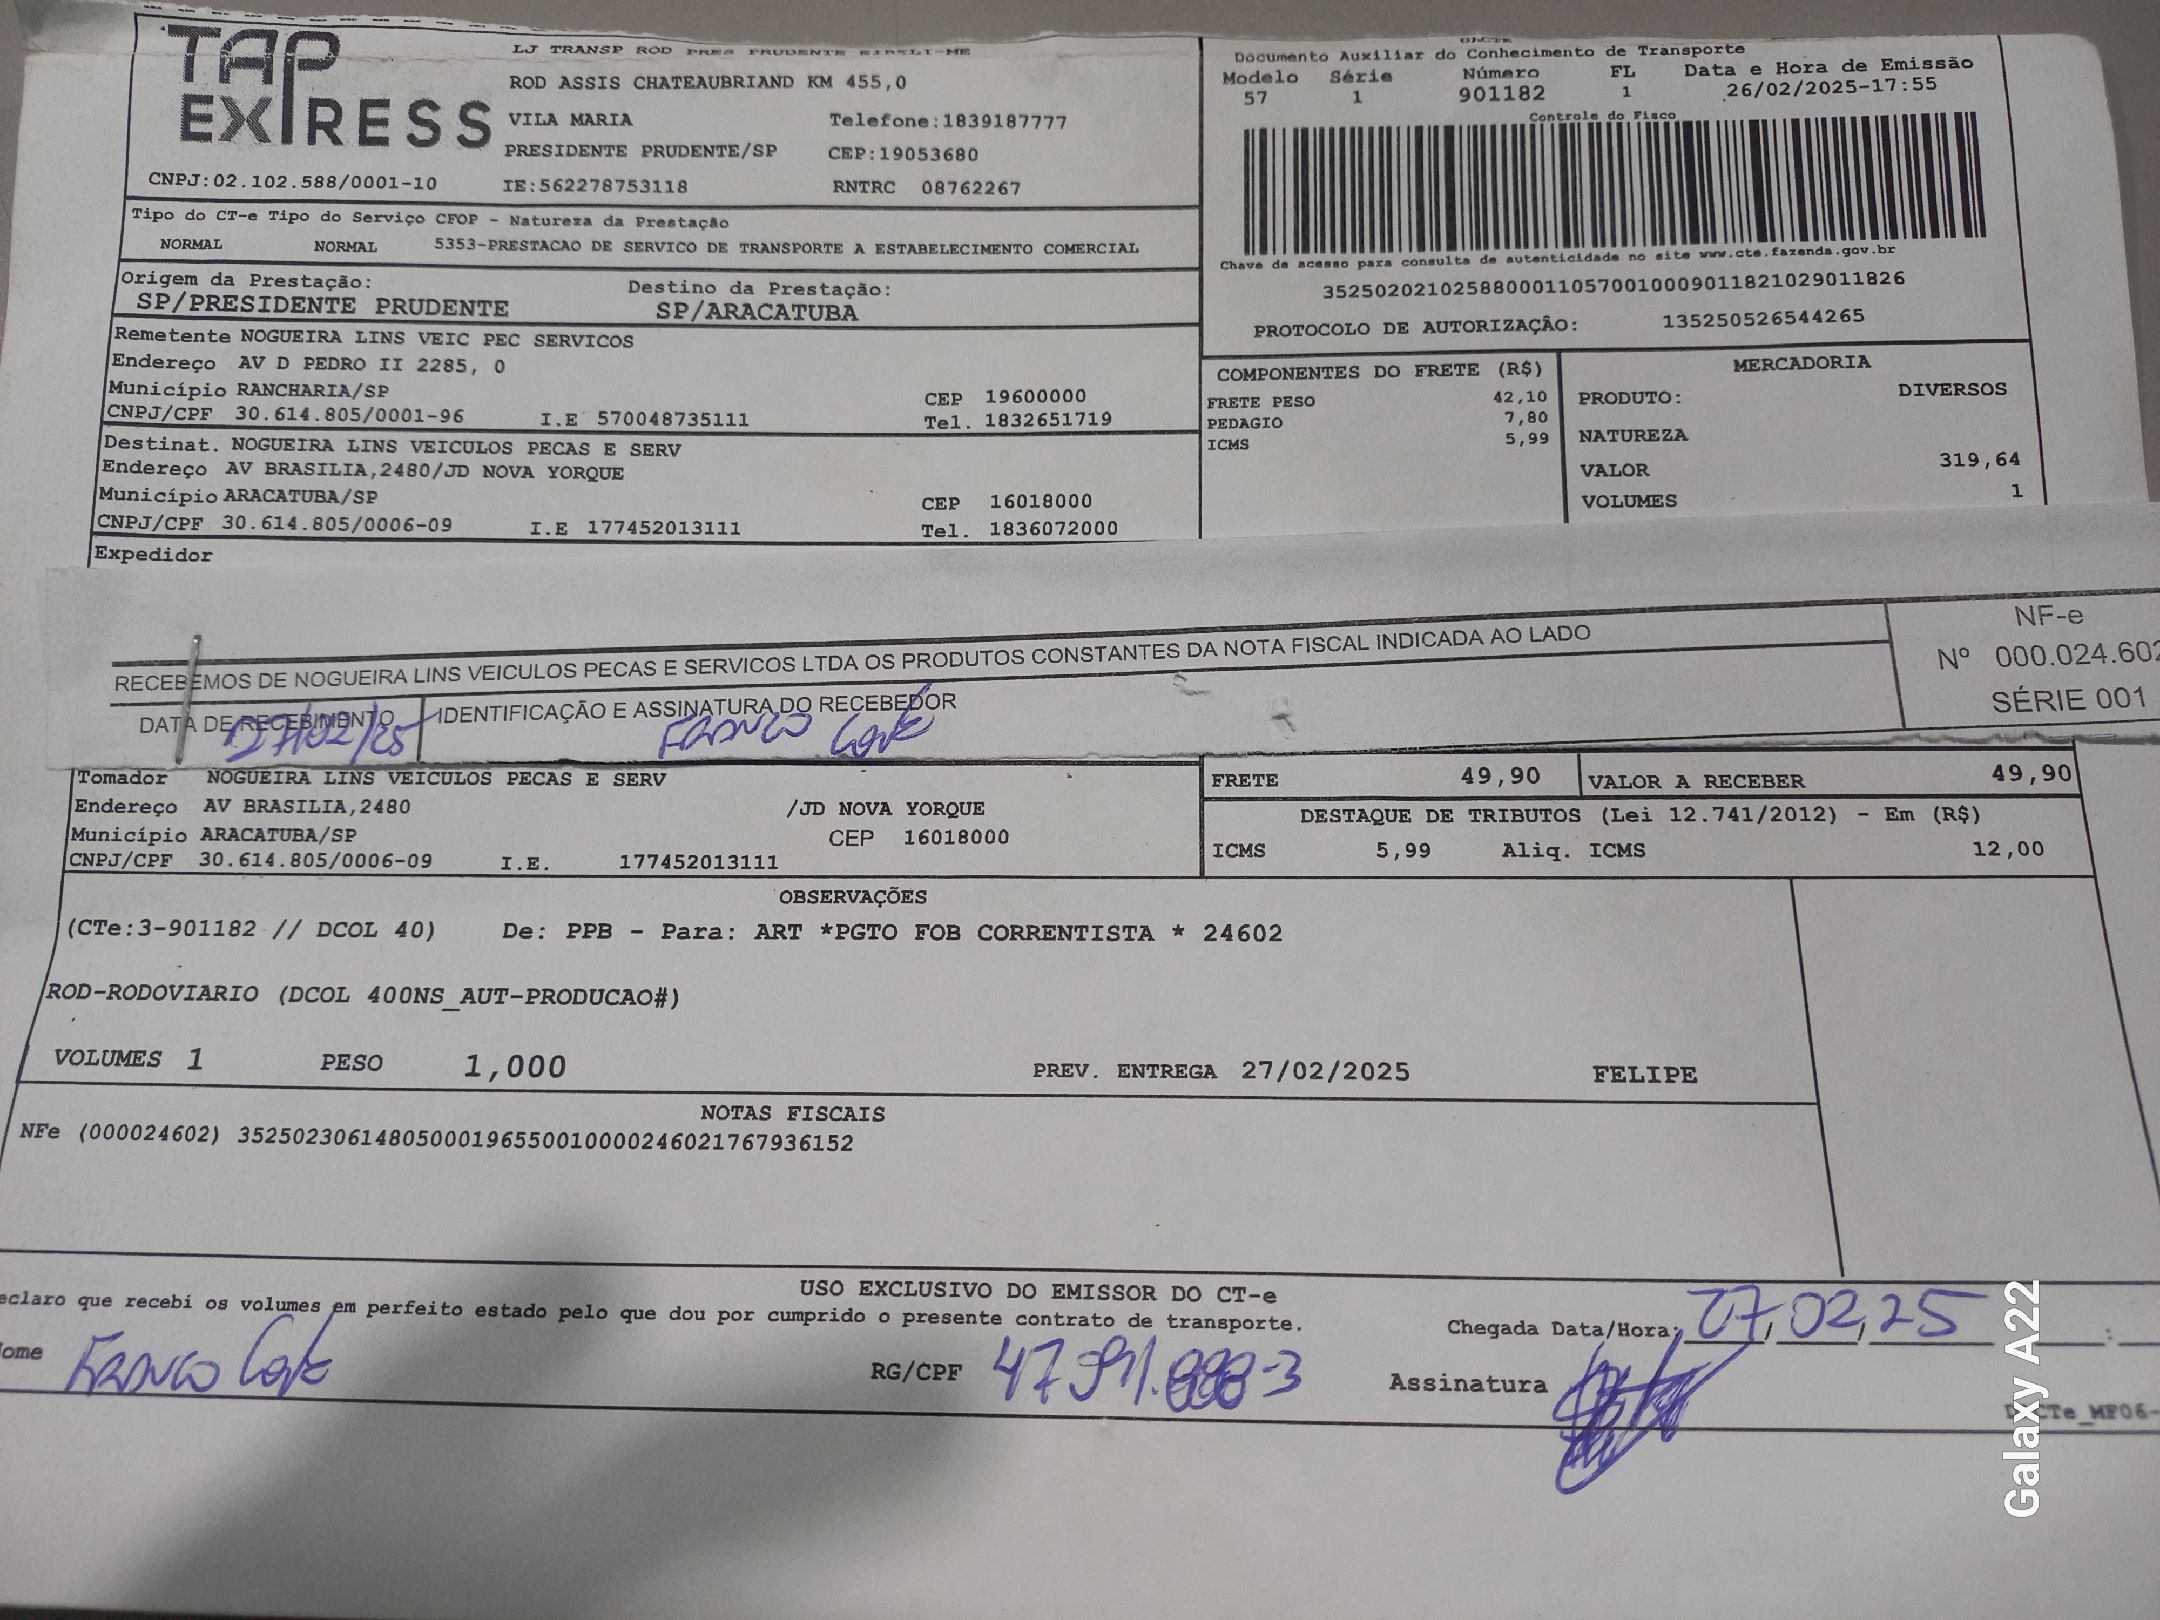 TAP EXPRESS
LJ TRANSP ROD PRES PRUDENTE EIRELI-ME
ROD ASSIS CHATEAUBRIAND KM 455,0
VILA MARIA Telefone:1839187777
PRESIDENTE PRUDENTE/SP CEP:19053680
CNPJ:02.102.588/0001-10 IE:562278753118 RNTRC 08762267
DACTE
Documento Auxiliar do Conhecimento de Transporte
Modelo Série Número FL Data e Hora de Emissão
57 1 901182 1 26/02/2025-17:55
Controle do Fisco
Chave de acesso para consulta de autenticidade no site www.cte.fazenda.gov.br
35250202102588000110570010009011821029011826
PROTOCOLO DE AUTORIZAÇÃO: 135250526544265
Tipo do CT-e Tipo do Serviço CFOP - Natureza da Prestação
NORMAL NORMAL 5353-PRESTACAO DE SERVICO DE TRANSPORTE A ESTABELECIMENTO COMERCIAL
Origem da Prestação: Destino da Prestação:
SP/PRESIDENTE PRUDENTE SP/ARACATUBA
Remetente NOGUEIRA LINS VEIC PEC SERVICOS
Endereço AV D PEDRO II 2285, 0
Município RANCHARIA/SP CEP 19600000
CNPJ/CPF 30.614.805/0001-96 I.E 570048735111 Tel. 1832651719
Destinat. NOGUEIRA LINS VEICULOS PECAS E SERV
Endereço AV BRASILIA,2480/JD NOVA YORQUE
Município ARACATUBA/SP CEP 16018000
CNPJ/CPF 30.614.805/0006-09 I.E 177452013111 Tel. 1836072000
Expedidor
COMPONENTES DO FRETE (R$)
FRETE PESO 42,10
PEDAGIO 7,80
ICMS 5,99
MERCADORIA
PRODUTO: DIVERSOS
NATUREZA
VALOR 319,64
VOLUMES 1
RECEBEMOS DE NOGUEIRA LINS VEICULOS PECAS E SERVICOS LTDA OS PRODUTOS CONSTANTES DA NOTA FISCAL INDICADA AO LADO
NF-e
Nº 000.024.602
SÉRIE 001
DATA DE RECEBIMENTO IDENTIFICAÇÃO E ASSINATURA DO RECEBEDOR
27/02/25 FRANCO
Tomador NOGUEIRA LINS VEICULOS PECAS E SERV
Endereço AV BRASILIA,2480 /JD NOVA YORQUE
Município ARACATUBA/SP CEP 16018000
CNPJ/CPF 30.614.805/0006-09 I.E. 177452013111
FRETE 49,90 VALOR A RECEBER 49,90
DESTAQUE DE TRIBUTOS (Lei 12.741/2012) - Em (R$)
ICMS 5,99 Aliq. ICMS 12,00
OBSERVAÇÕES
(CTe:3-901182 // DCOL 40) De: PPB - Para: ART *PGTO FOB CORRENTISTA * 24602
ROD-RODOVIARIO (DCOL 400NS_AUT-PRODUCAO#)
VOLUMES 1 PESO 1,000 PREV. ENTREGA 27/02/2025 FELIPE
NOTAS FISCAIS
NFe (000024602) 35250230614805000196550010000246021767936152
USO EXCLUSIVO DO EMISSOR DO CT-e
eclaro que recebi os volumes em perfeito estado pelo que dou por cumprido o presente contrato de transporte.
Chegada Data/Hora: 27/02/25 :
ome FRANCO
RG/CPF
Assinatura
CTe_MF06-
Galaxy A22